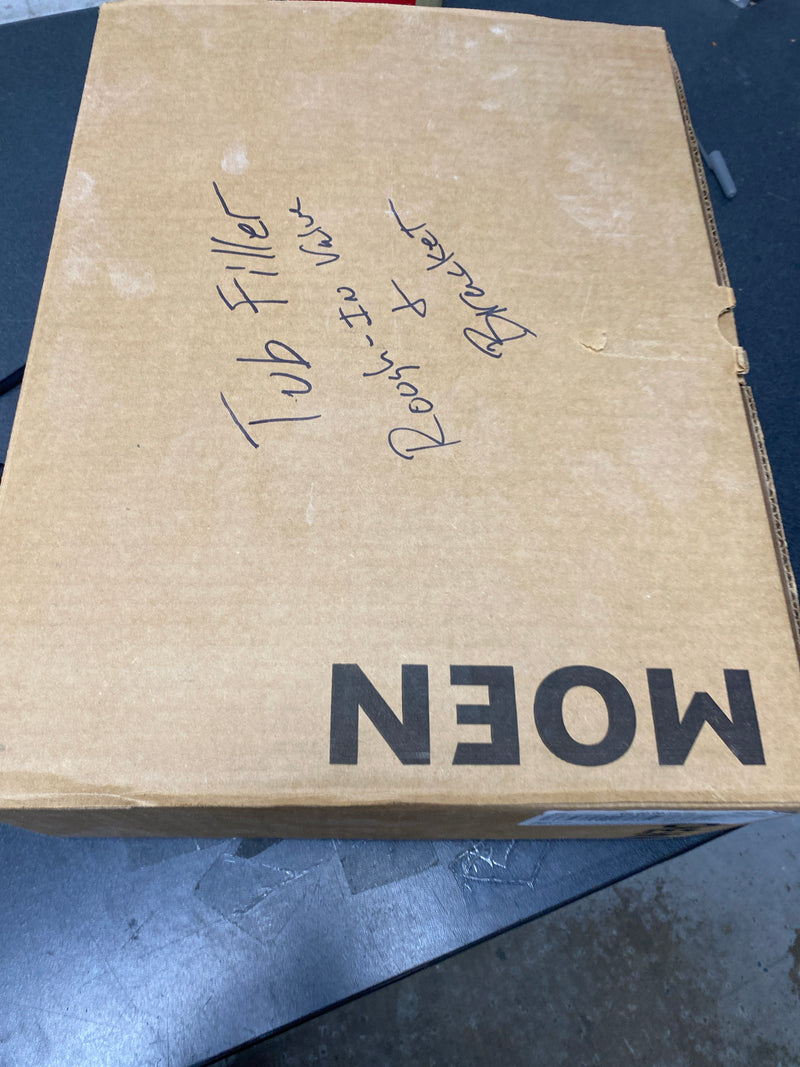 Tub Filler
Rough-In Valve
&
Bracket
MOEN